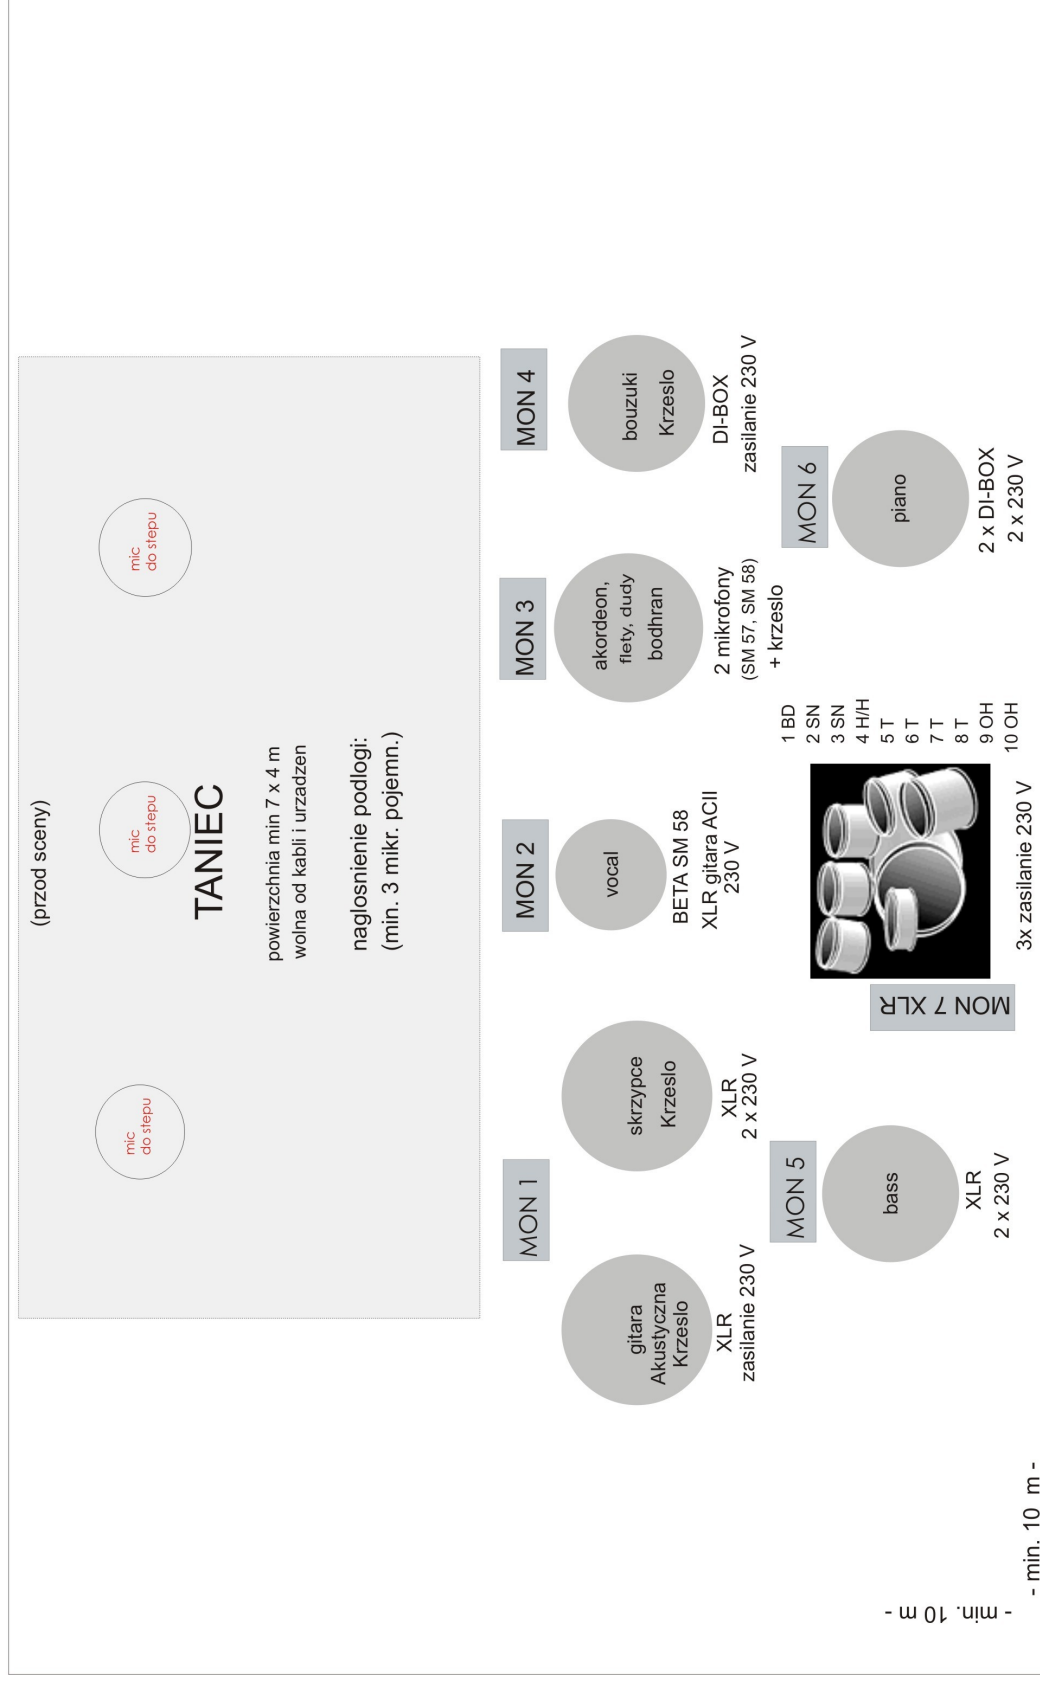 (przod sceny)
mic
do stepu
mic
do stepu
mic
do stepu
TANIEC
powierzchnia min 7 x 4 m
wolna od kabli i urzadzen
naglosnienie podlogi:
(min. 3 mikr. pojemn.)
MON 1
MON 2
MON 3
MON 4
gitara
Akustyczna
Krzeslo
XLR
zasilanie 230 V
skrzypce
Krzeslo
XLR
2 x 230 V
vocal
BETA SM 58
XLR gitara ACII
230 V
akordeon,
flety, dudy
bodhran
2 mikrofony
(SM 57, SM 58)
+ krzeslo
bouzuki
Krzeslo
DI-BOX
zasilanie 230 V
MON 5
bass
XLR
2 x 230 V
MON 7 XLR
1 BD
2 SN
3 SN
4 H/H
5 T
6 T
7 T
8 T
9 OH
10 OH
3x zasilanie 230 V
MON 6
piano
2 x DI-BOX
2 x 230 V
- min. 10 m -
- min. 10 m -